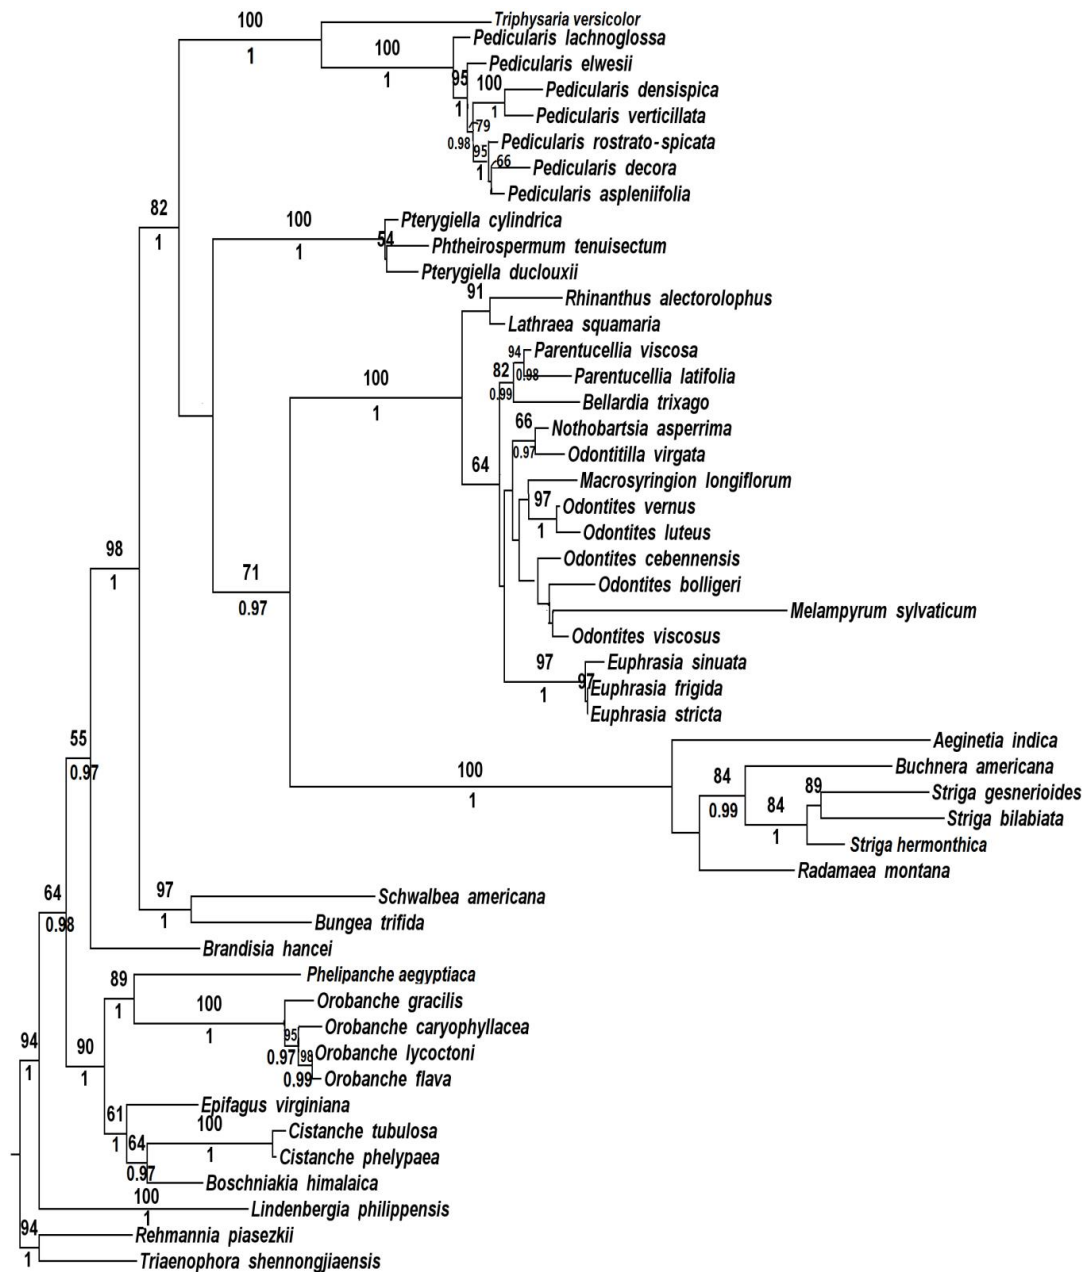 100
Triphysaria versicolor
1
100
Pedicularis lachnoglossa
1
Pedicularis elwesii
95
100
1
Pedicularis densispica
1
Pedicularis verticillata
79
0.98
Pedicularis rostrato-spicata
95
66
1
Pedicularis decora
Pedicularis aspleniifolia
82
1
100
Pterygiella cylindrica
54
1
Phtheirospermum tenuisectum
Pterygiella duclouxii
91
Rhinanthus alectorolophus
Lathraea squamaria
94
Parentucellia viscosa
82
0.98
Parentucellia latifolia
100
0.99
Bellardia trixago
1
66
Nothobartsia asperrima
0.97
Odontitilla virgata
64
Macrosyringion longiflorum
97
Odontites vernus
1
Odontites luteus
98
Odontites cebennensis
1
71
Odontites bolligeri
0.97
Melampyrum sylvaticum
Odontites viscosus
97
Euphrasia sinuata
1
97
Euphrasia frigida
Euphrasia stricta
55
0.97
Aeginetia indica
100
Buchnera americana
1
84
0.99
89
Striga gesnerioides
84
1
Striga bilabiata
Striga hermonthica
Radamaea montana
64
0.98
97
Schwalbea americana
1
Bungea trifida
Brandisia hancei
89
Phelipanche aegyptiaca
1
100
Orobanche gracilis
1
95
Orobanche caryophyllacea
94
1
90
1
0.97
98
Orobanche lycoctoni
0.99
Orobanche flava
61
Epifagus virginiana
1
100
Cistanche tubulosa
64
1
0.97
Cistanche phelypaea
Boschniakia himalaica
100
Lindenbergia philippensis
1
94
Rehmannia piasezkii
1
Triaenophora shennongjiaensis